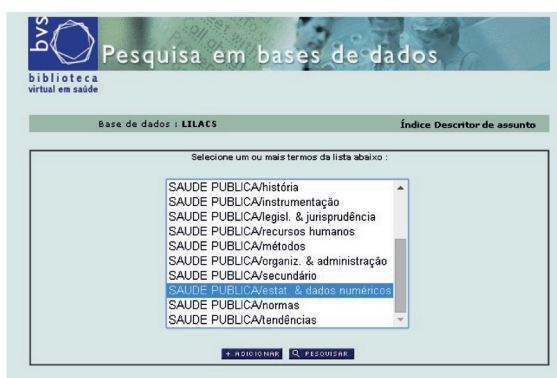 bvs
Pesquisa em bases de dados
biblioteca
virtual em saúde
Base de dados : LILACS
Índice Descritor de assunto
Selecione um ou mais termos da lista abaixo :
SAUDE PUBLICA/história
SAUDE PUBLICA/instrumentação
SAUDE PUBLICA/legisl. & jurisprudência
SAUDE PUBLICA/recursos humanos
SAUDE PUBLICA/métodos
SAUDE PUBLICA/organiz. & administração
SAUDE PUBLICA/secundário
SAUDE PUBLICA/estat. & dados numéricos
SAUDE PUBLICA/normas
SAUDE PUBLICA/tendências
+ ADICIONAR
PESQUISAR